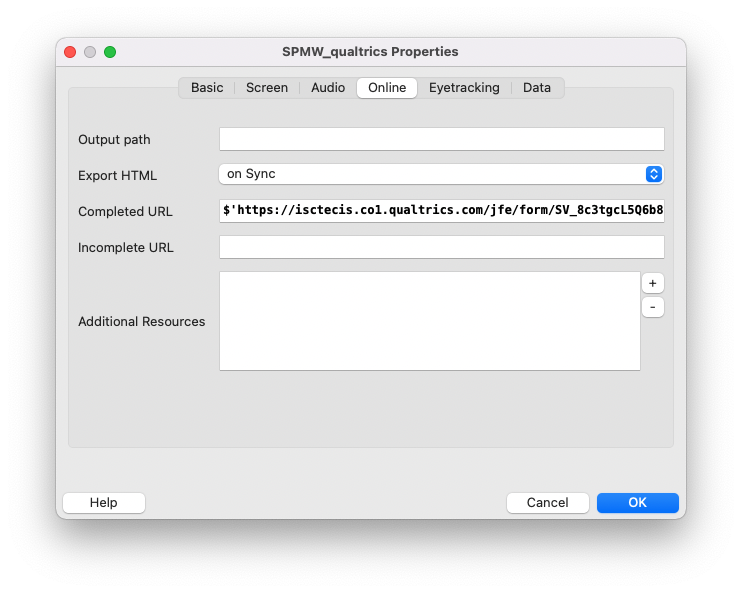 SPMW_qualtrics Properties
Basic Screen Audio Online Eyetracking Data
Output path
Export HTML on Sync
Completed URL $'https://isctecis.co1.qualtrics.com/jfe/form/SV_8c3tgcL5Q6b8
Incomplete URL
+
-
Additional Resources
Help Cancel OK